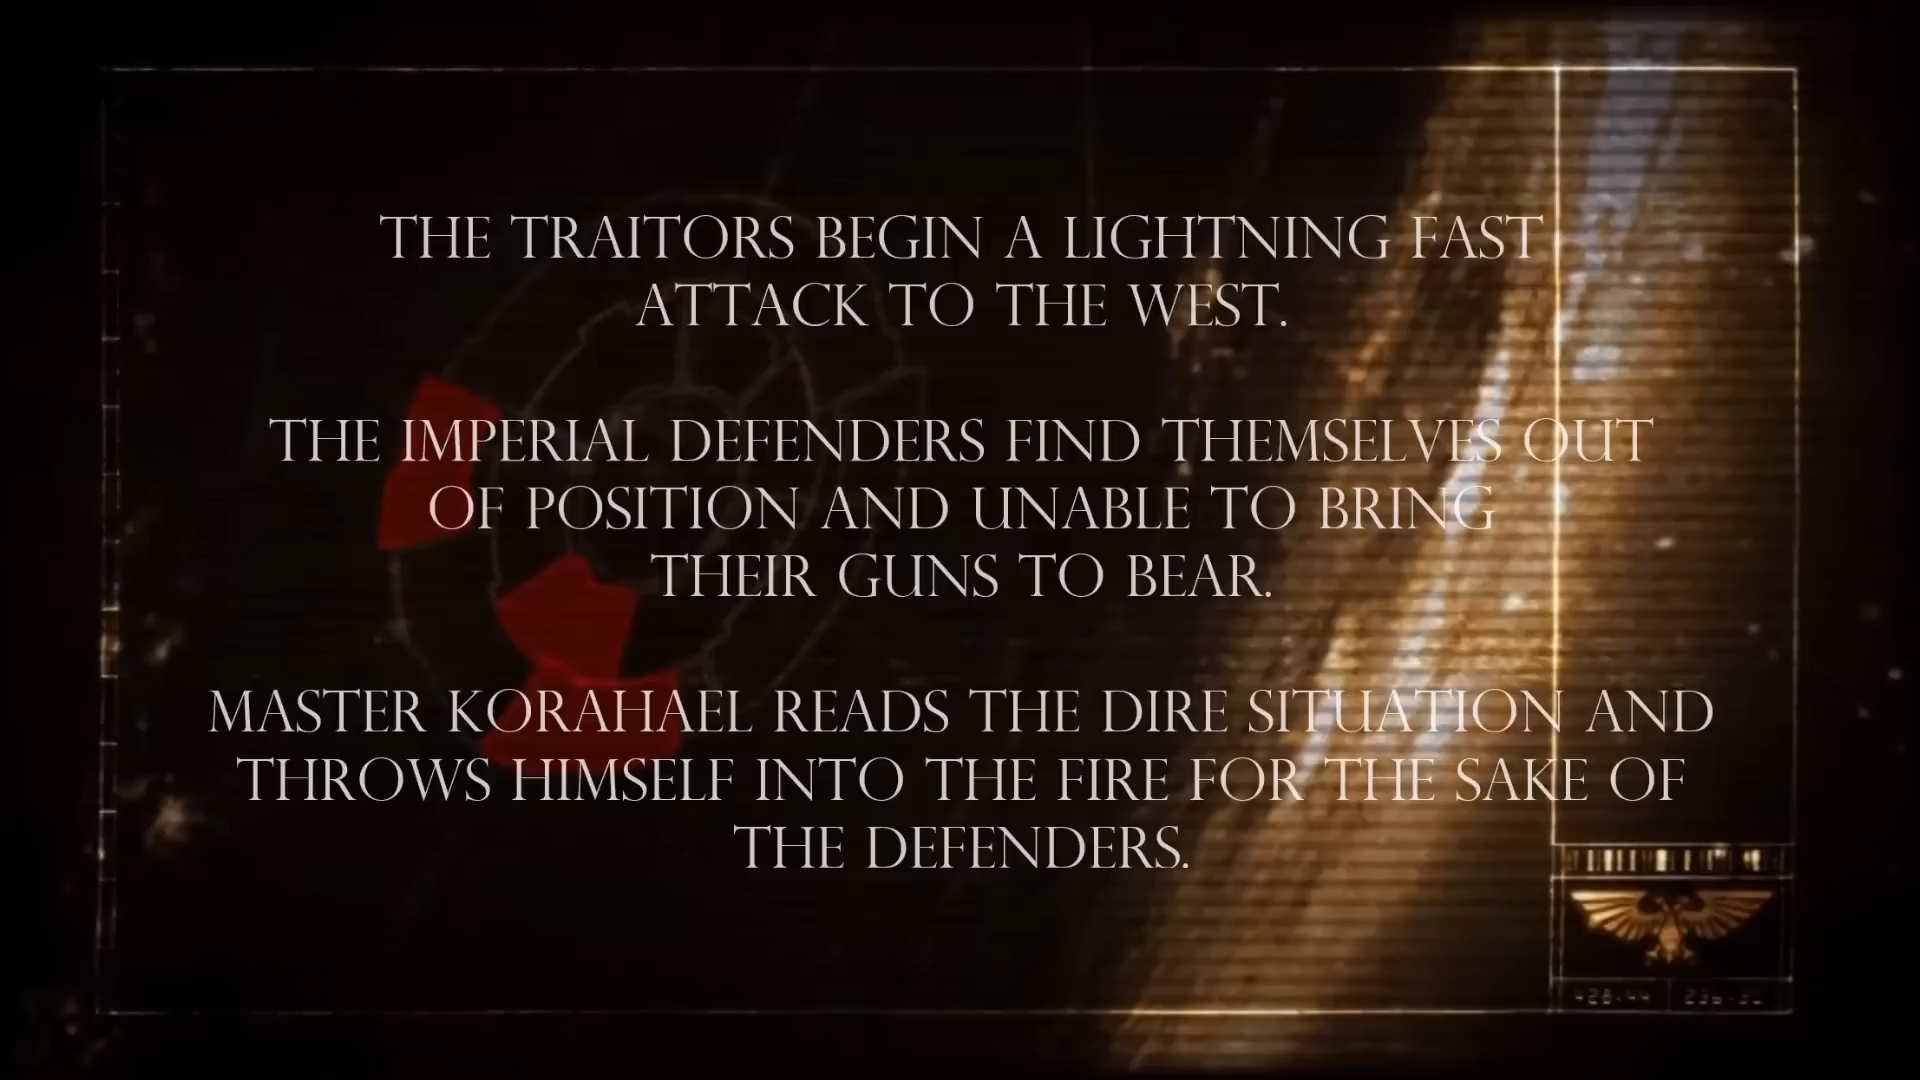 THE TRAITORS BEGIN A LIGHTNING FAST
ATTACK TO THE WEST.
THE IMPERIAL DEFENDERS FIND THEMSELVES OUT
OF POSITION AND UNABLE TO BRING
THEIR GUNS TO BEAR.
MASTER KORAHAEL READS THE DIRE SITUATION AND
THROWS HIMSELF INTO THE FIRE FOR THE SAKE OF
THE DEFENDERS.